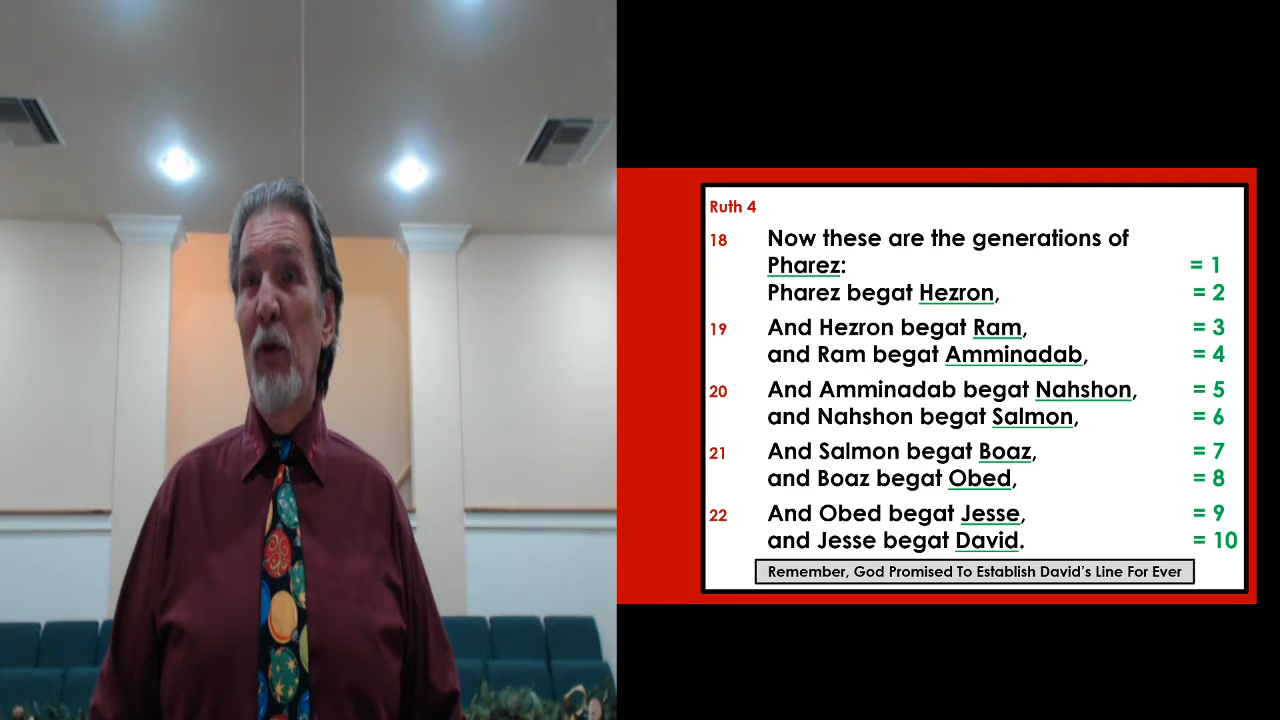 Ruth 4
18 Now these are the generations of
Pharez: = 1
Pharez begat Hezron, = 2
19 And Hezron begat Ram, = 3
and Ram begat Amminadab, = 4
20 And Amminadab begat Nahshon, = 5
and Nahshon begat Salmon, = 6
21 And Salmon begat Boaz, = 7
and Boaz begat Obed, = 8
22 And Obed begat Jesse, = 9
and Jesse begat David. = 10
Remember, God Promised To Establish David's Line For Ever